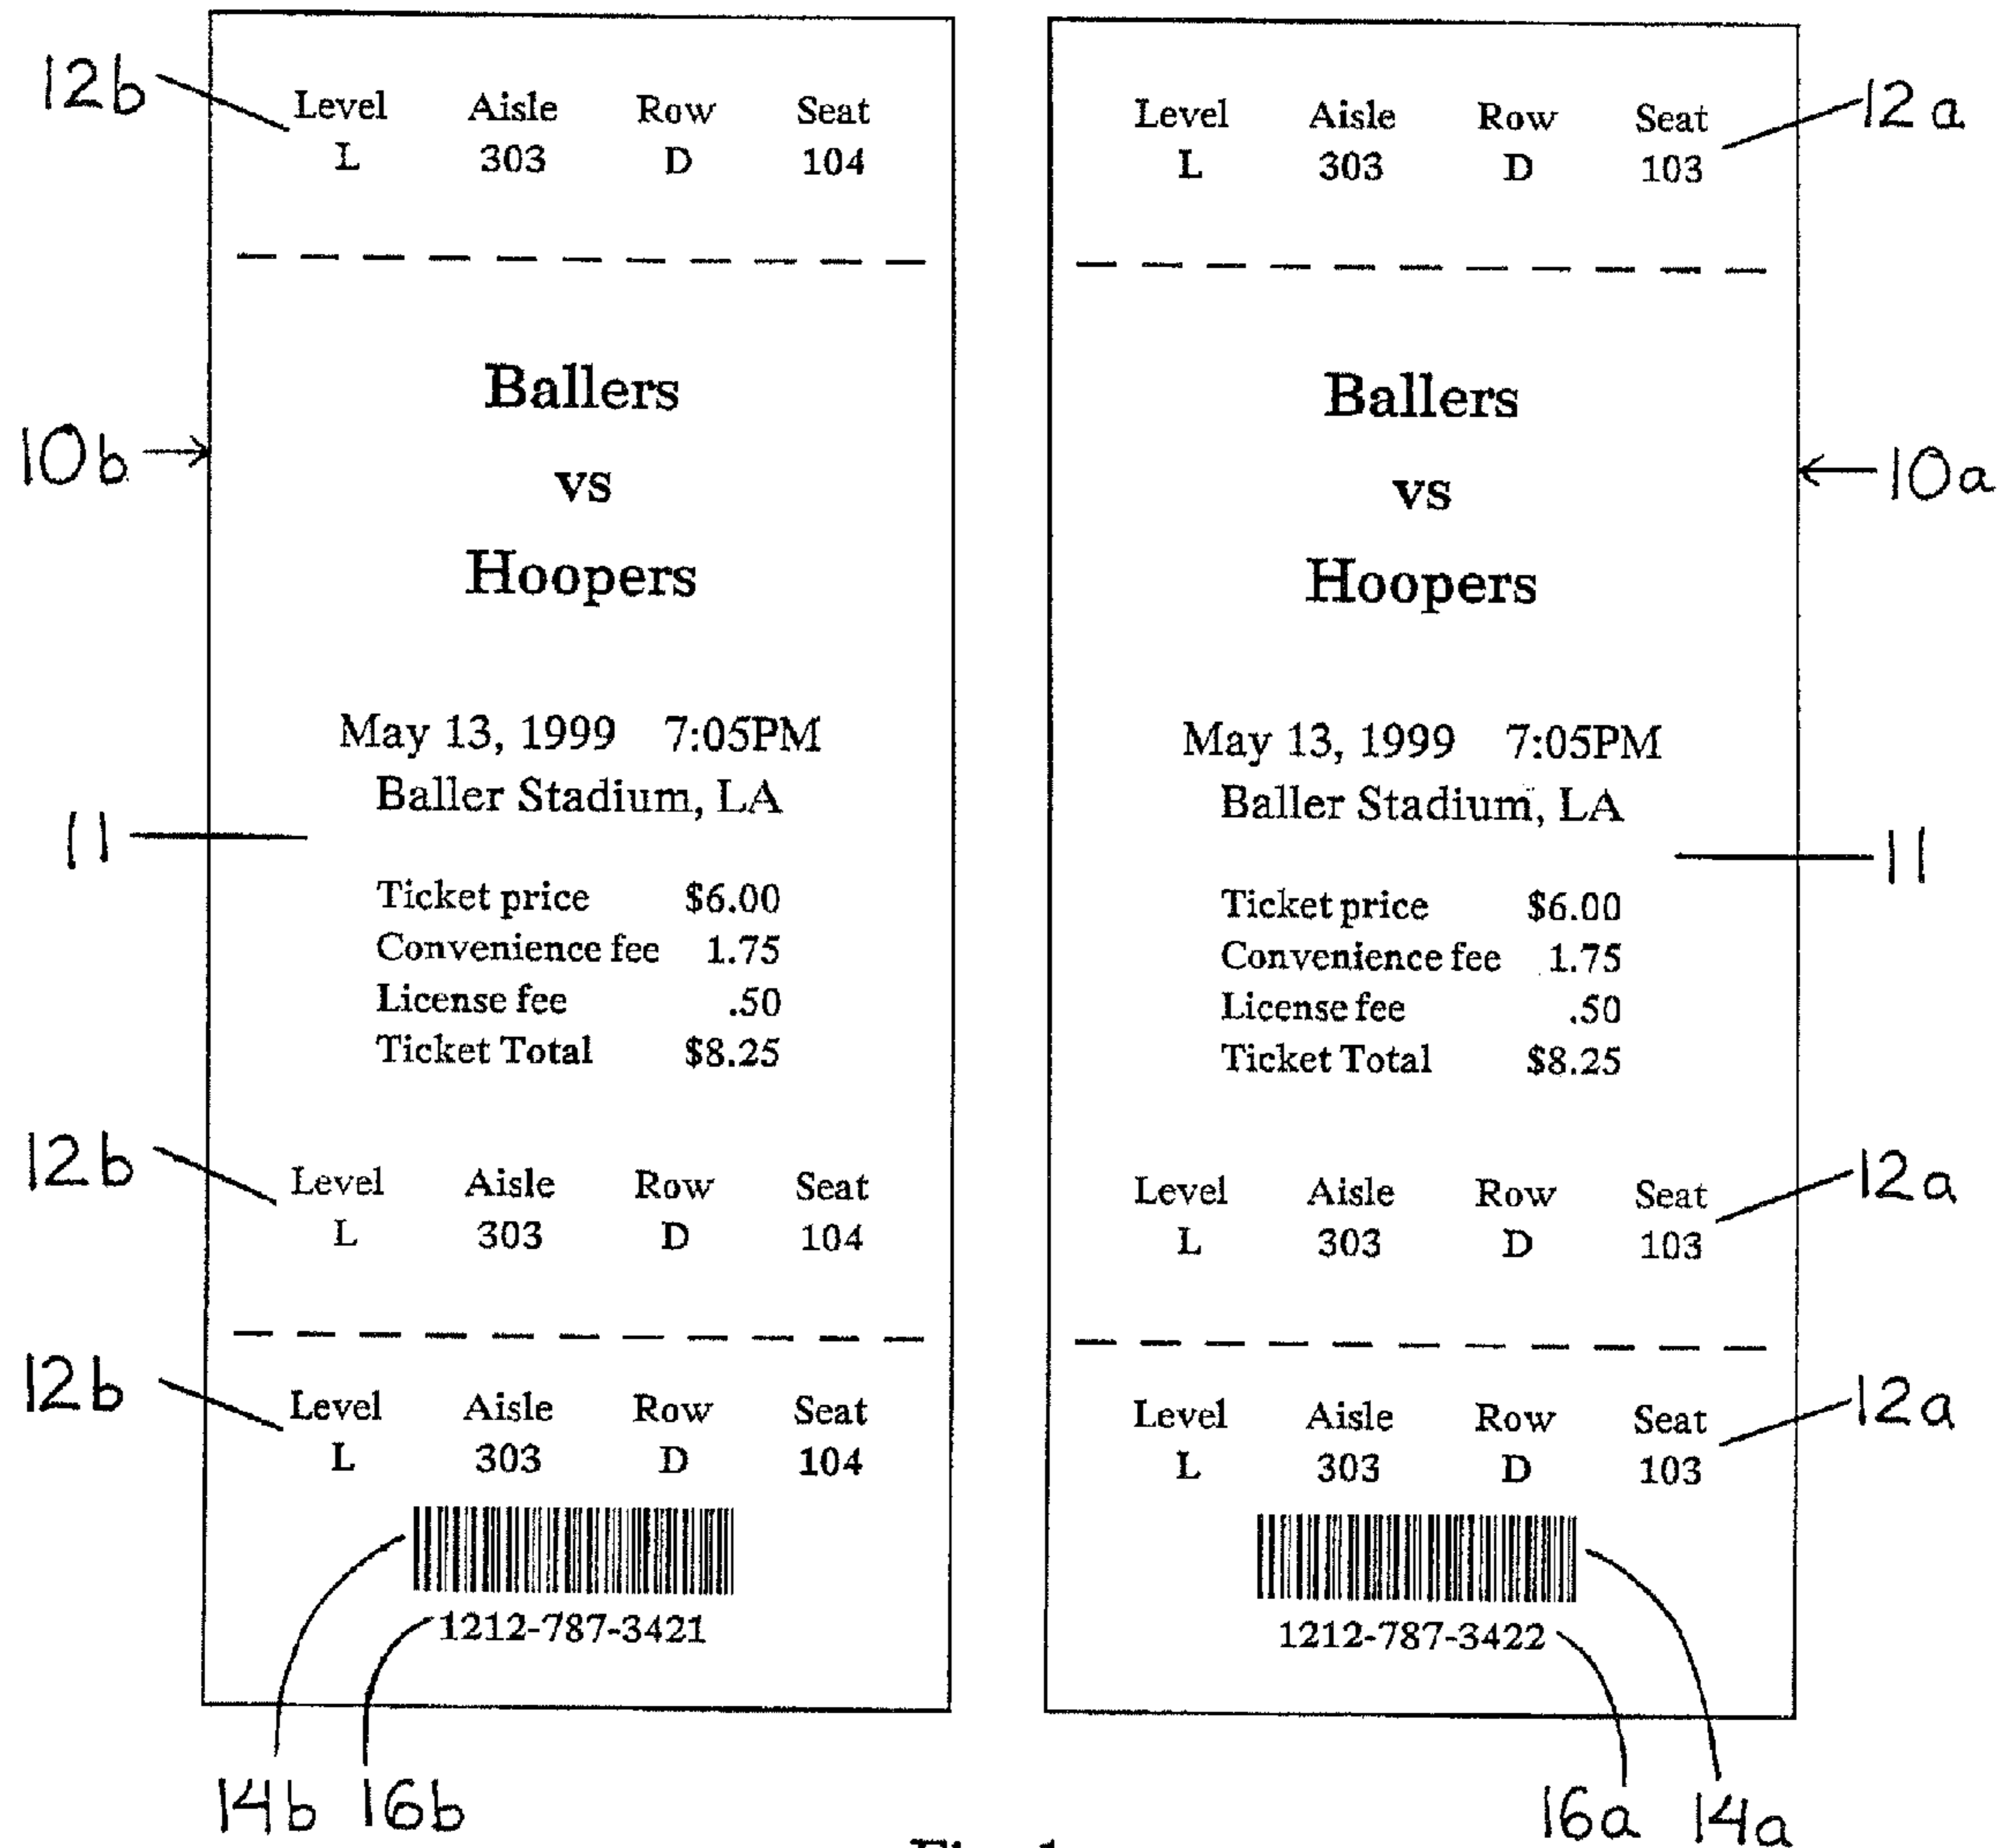 12b
Level Aisle Row Seat
L 303 D 104
10b
Ballers
vs
Hoopers
May 13, 1999 7:05PM
Baller Stadium, LA
11
Ticket price $6.00
Convenience fee 1.75
License fee .50
Ticket Total $8.25
12b
Level Aisle Row Seat
L 303 D 104
12b
Level Aisle Row Seat
L 303 D 104
1212-787-3421
14b 16b
Level Aisle Row Seat
L 303 D 103
12a
Ballers
vs
Hoopers
10a
May 13, 1999 7:05PM
Baller Stadium, LA
11
Ticket price $6.00
Convenience fee 1.75
License fee .50
Ticket Total $8.25
Level Aisle Row Seat
L 303 D 103
12a
Level Aisle Row Seat
L 303 D 103
12a
1212-787-3422
16a 14a